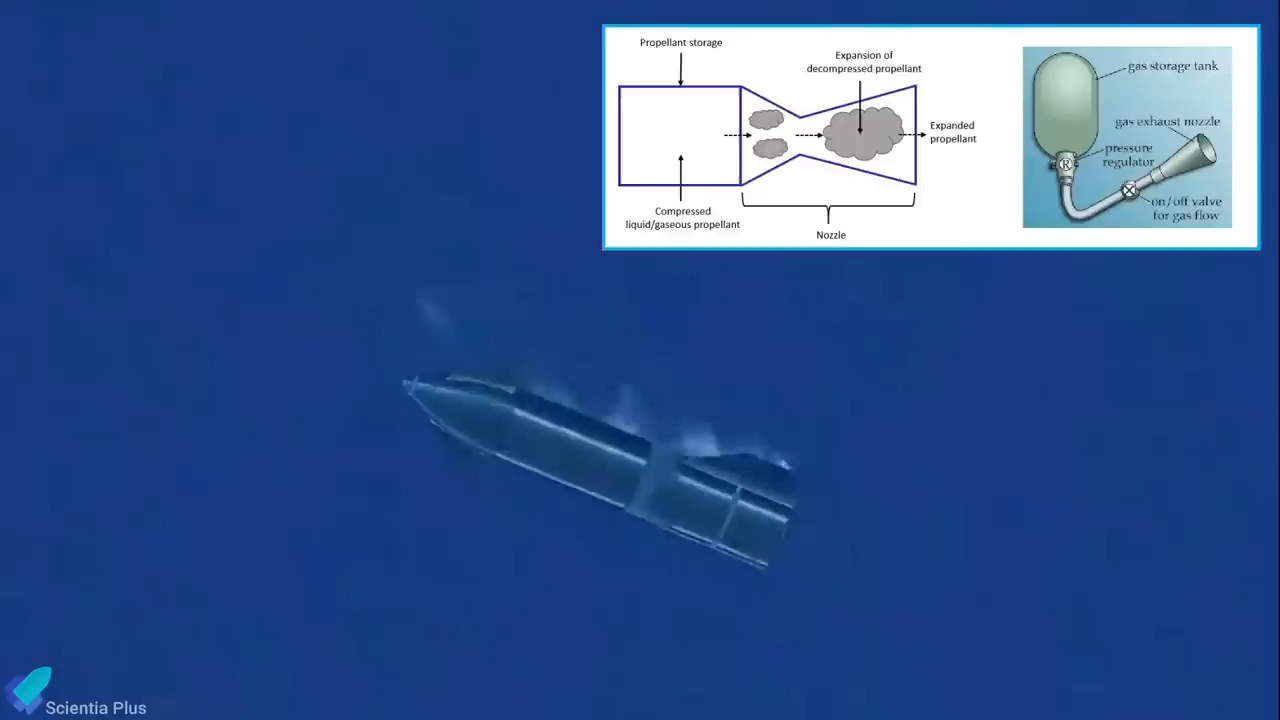 Propellant storage
Expansion of
decompressed propellant
Expanded
propellant
Compressed
liquid/gaseous propellant
Nozzle
gas storage tank
gas exhaust nozzle
pressure
regulator
R
on/off valve
for gas flow
Scientia Plus